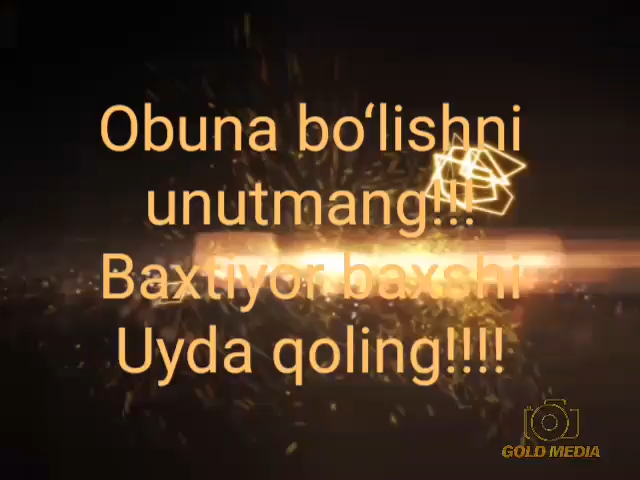 Obuna bo‘lishni
unutmang!!!
Baxtiyor baxshi
Uyda qoling!!!!
GOLD MEDIA